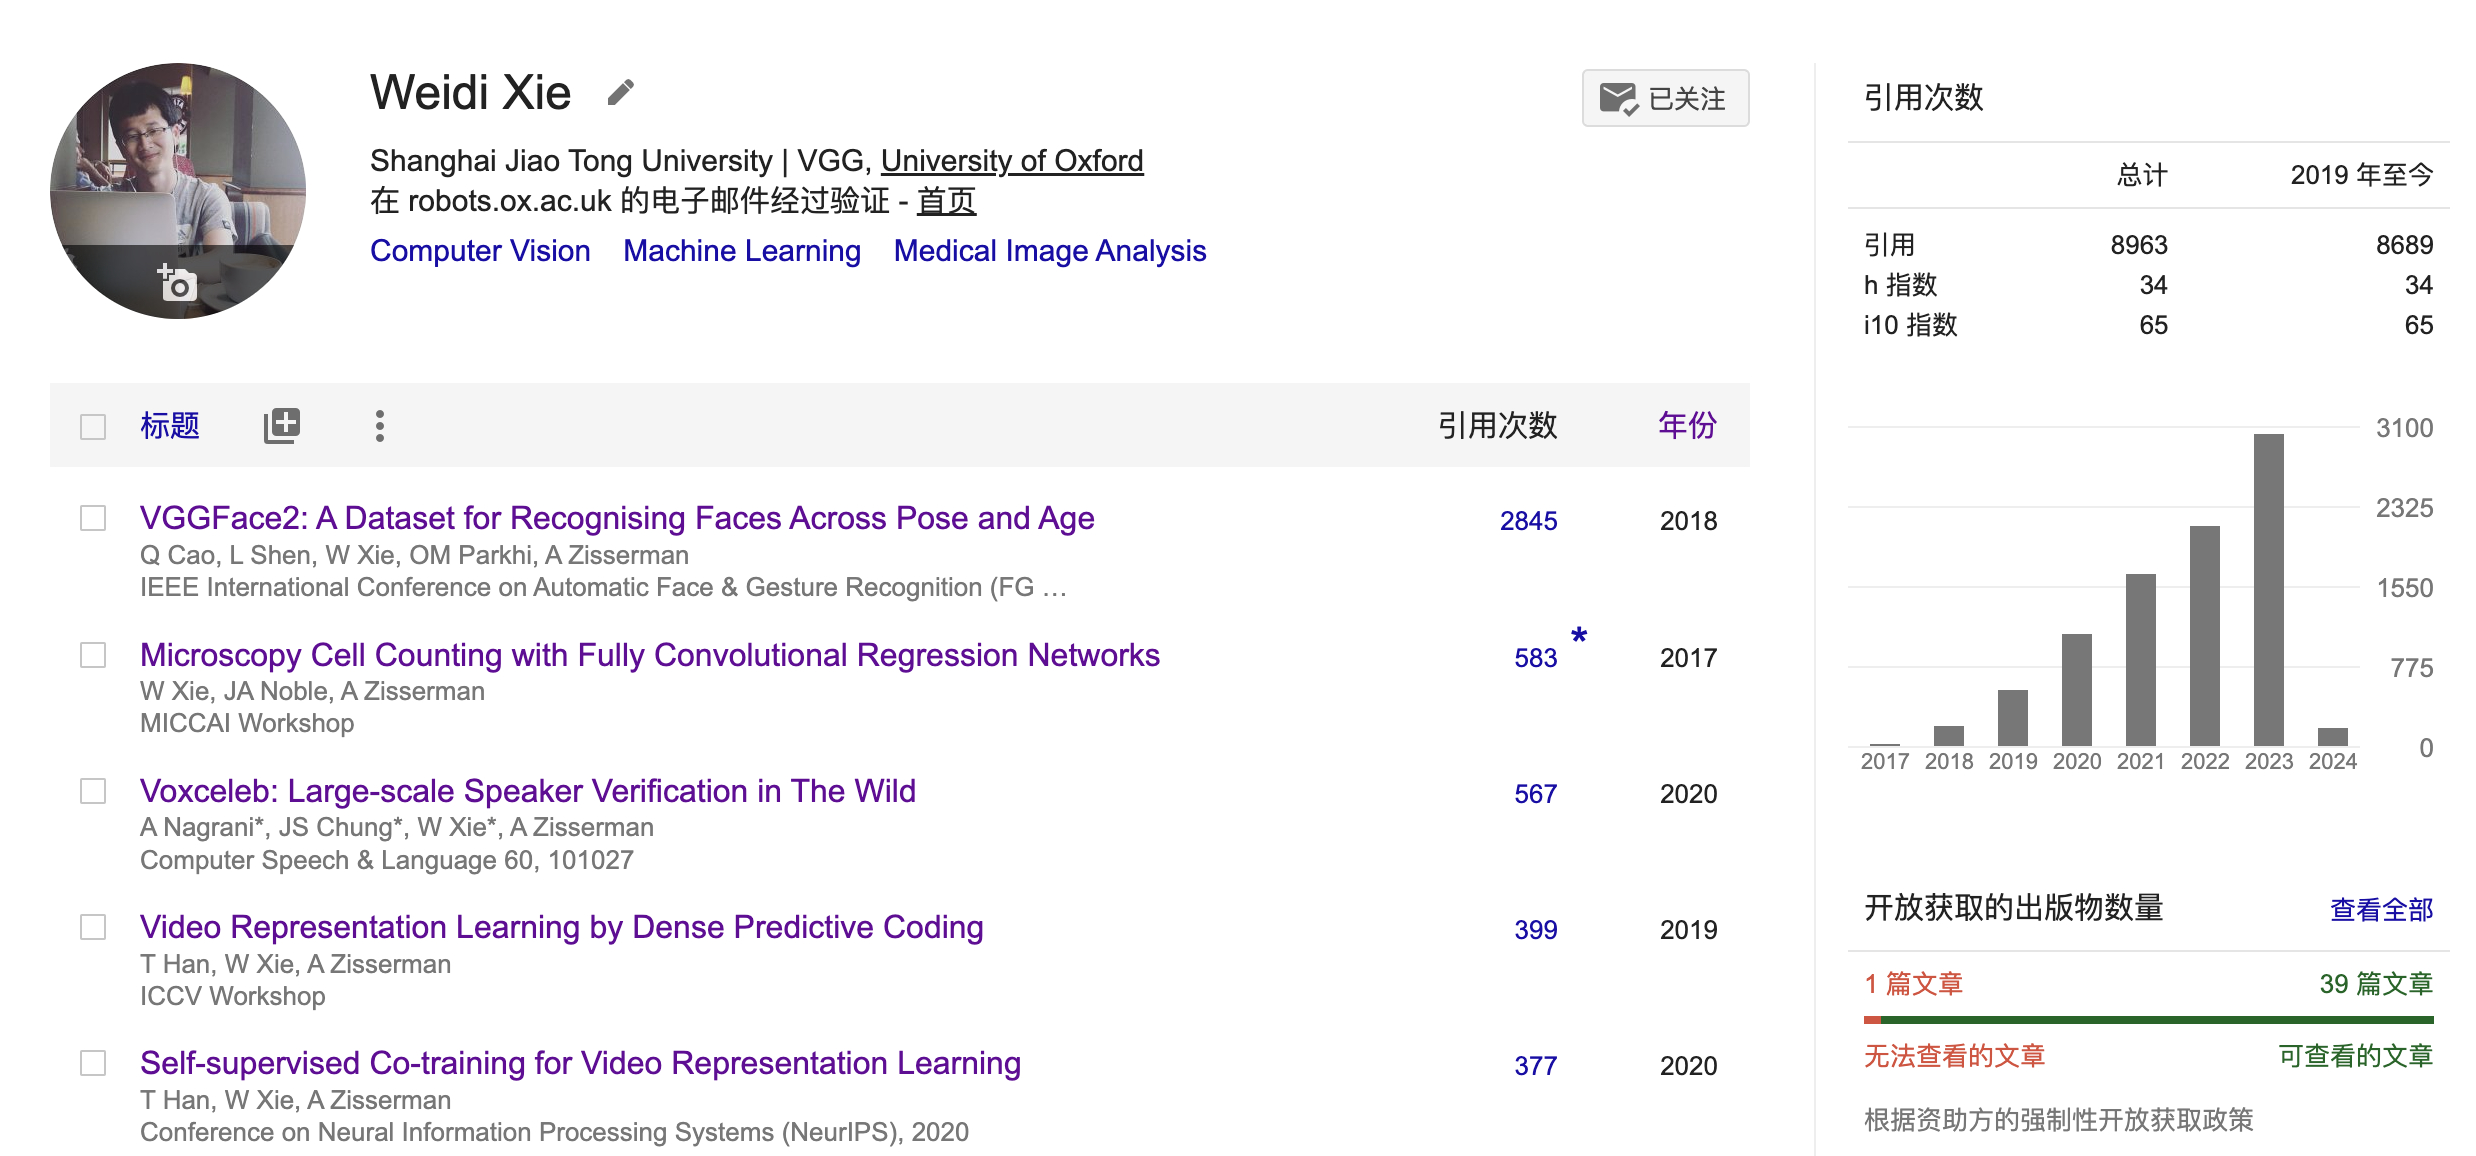 Weidi Xie
已关注
Shanghai Jiao Tong University | VGG, University of Oxford
在 robots.ox.ac.uk 的电子邮件经过验证 - 首页
Computer Vision Machine Learning Medical Image Analysis
标题 引用次数 年份
VGGFace2: A Dataset for Recognising Faces Across Pose and Age 2845 2018
Q Cao, L Shen, W Xie, OM Parkhi, A Zisserman
IEEE International Conference on Automatic Face & Gesture Recognition (FG …
Microscopy Cell Counting with Fully Convolutional Regression Networks 583 * 2017
W Xie, JA Noble, A Zisserman
MICCAI Workshop
Voxceleb: Large-scale Speaker Verification in The Wild 567 2020
A Nagrani*, JS Chung*, W Xie*, A Zisserman
Computer Speech & Language 60, 101027
Video Representation Learning by Dense Predictive Coding 399 2019
T Han, W Xie, A Zisserman
ICCV Workshop
Self-supervised Co-training for Video Representation Learning 377 2020
T Han, W Xie, A Zisserman
Conference on Neural Information Processing Systems (NeurIPS), 2020
引用次数
总计 2019 年至今
引用 8963 8689
h 指数 34 34
i10 指数 65 65
3100
2325
1550
775
0
2017 2018 2019 2020 2021 2022 2023 2024
开放获取的出版物数量 查看全部
1 篇文章 39 篇文章
无法查看的文章 可查看的文章
根据资助方的强制性开放获取政策